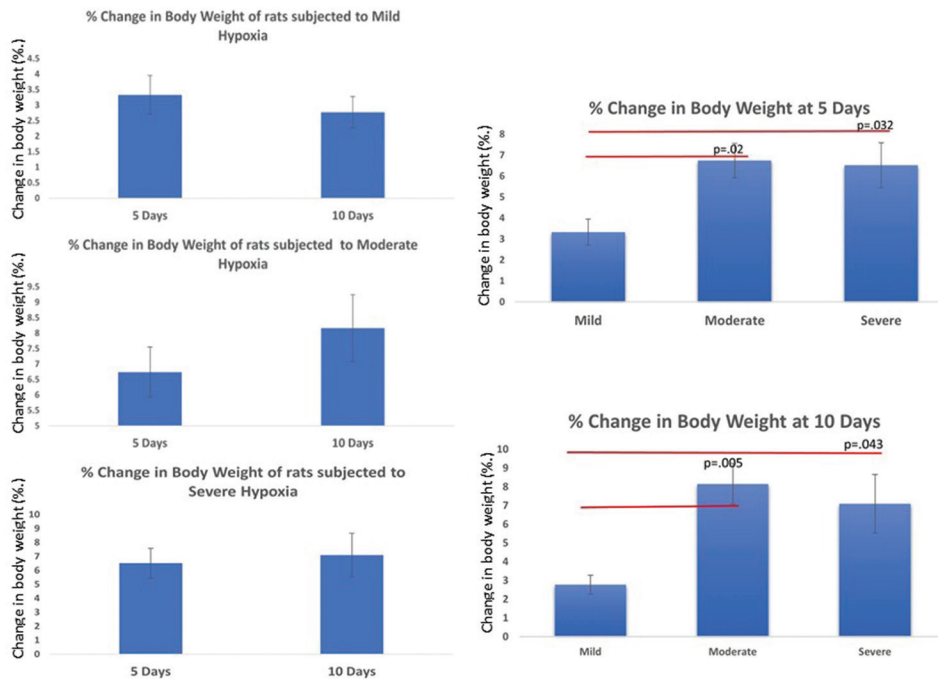 % Change in Body Weight of rats subjected to Mild
Hypoxia
Change in body weight (%.)
4.5
4
3.5
3
2.5
2
1.5
1
0.5
0
5 Days
10 Days
% Change in Body Weight of rats subjected to Moderate
Hypoxia
Change in body weight (%.)
9.5
9
8.5
8
7.5
7
6.5
6
5.5
5
5 Days
10 Days
% Change in Body Weight of rats subjected to
Severe Hypoxia
Change in body weight (%.)
10
9
8
7
6
5
4
3
2
1
0
5 Days
10 Days
% Change in Body Weight at 5 Days
Change in body weight (%.)
8
7
6
5
4
3
2
1
0
p=.032
p=.02
Mild
Moderate
Severe
% Change in Body Weight at 10 Days
Change in body weight (%.)
10
9
8
7
6
5
4
3
2
1
0
p=.043
p=.005
Mild
Moderate
Severe